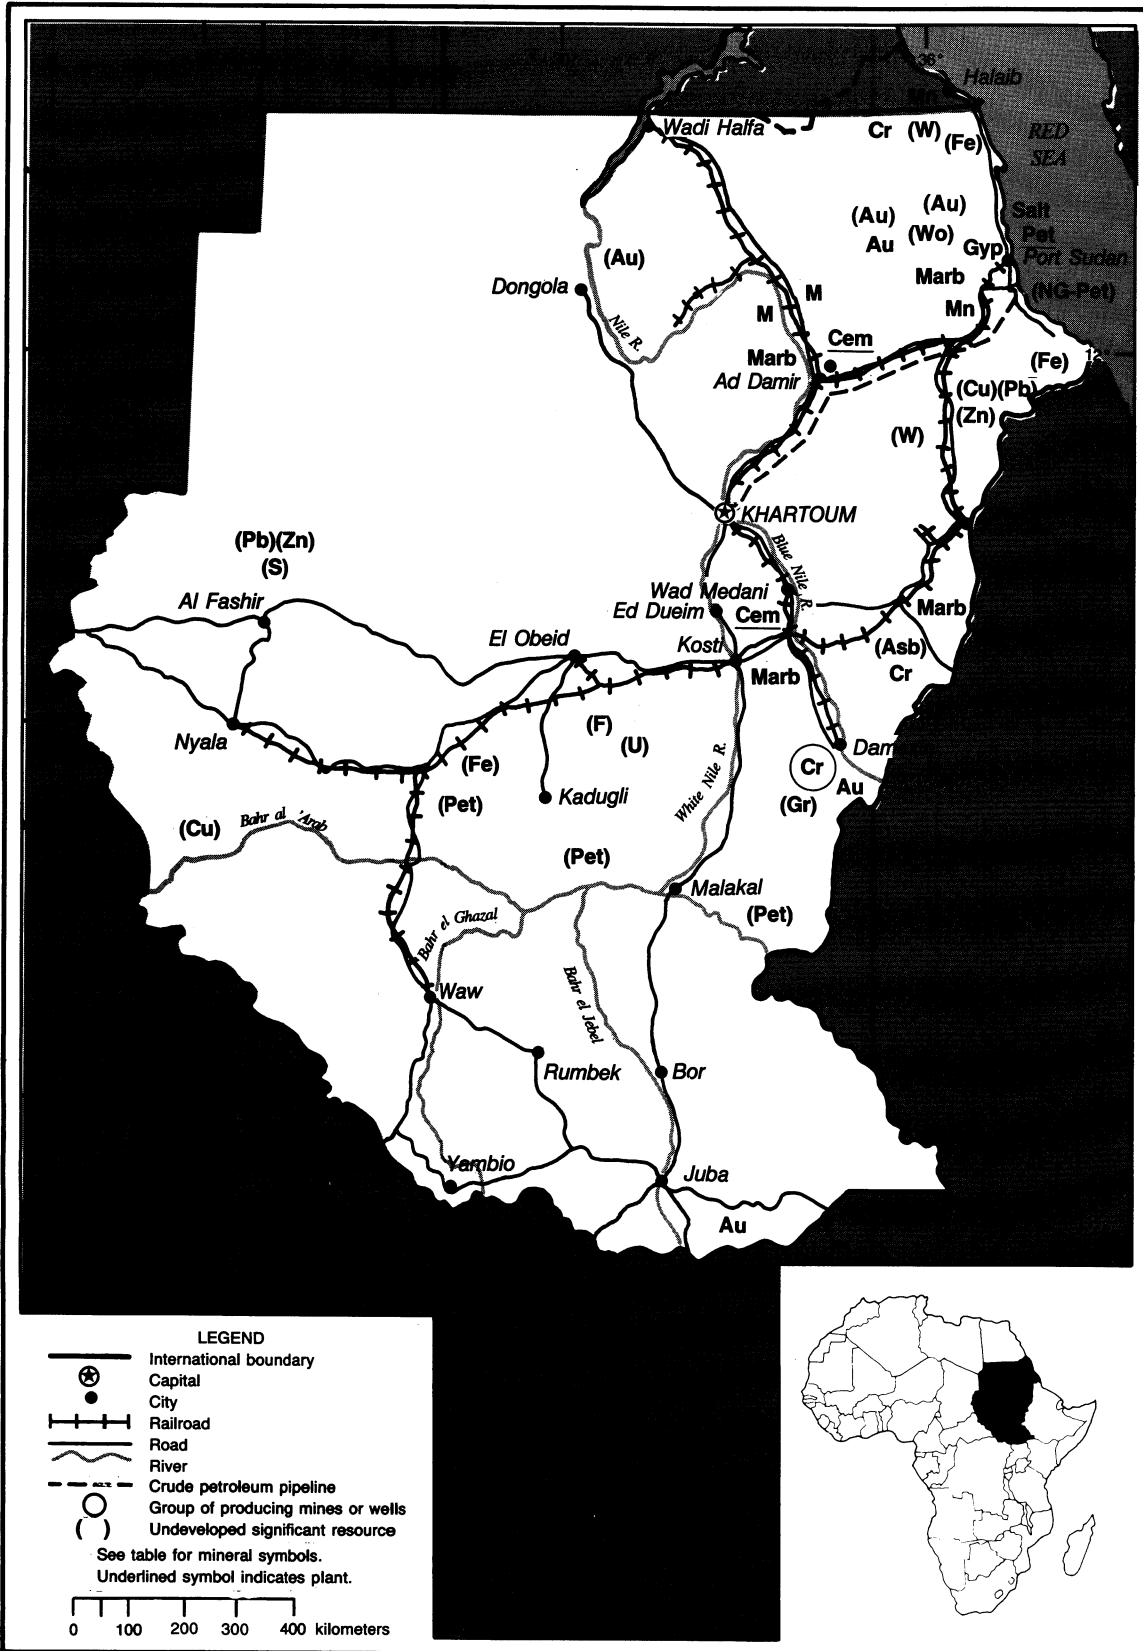 36°
Halaib
Mn
Wadi Halfa
Cr (W) (Fe)
RED
SEA
(Au)
(Au)
Au
(Wo)
Salt
Pet
Gyp
Port Sudan
(Au)
Marb
(NG-Pet)
Dongola
M
M
Mn
Nile R.
Cem
Marb
Ad Damir
(Fe)
12°
(Cu)(Pb)
(Zn)
(W)
KHARTOUM
(Pb)(Zn)
(S)
Blue Nile R.
Al Fashir
Wad Medani
Ed Dueim
Cem
Marb
El Obeid
Kosti
(Asb)
Cr
Marb
Nyala
(F)
(U)
Dam
(Fe)
Cr
Au
(Pet)
Kadugli
White Nile R.
(Gr)
(Cu)
Bahr al 'Arab
(Pet)
Malakal
(Pet)
Bahr el Ghazal
Waw
Bahr el Jebel
Rumbek
Bor
Yambio
Juba
Au
LEGEND
International boundary
Capital
City
Railroad
Road
River
Crude petroleum pipeline
Group of producing mines or wells
( ) Undeveloped significant resource
See table for mineral symbols.
Underlined symbol indicates plant.
0 100 200 300 400 kilometers